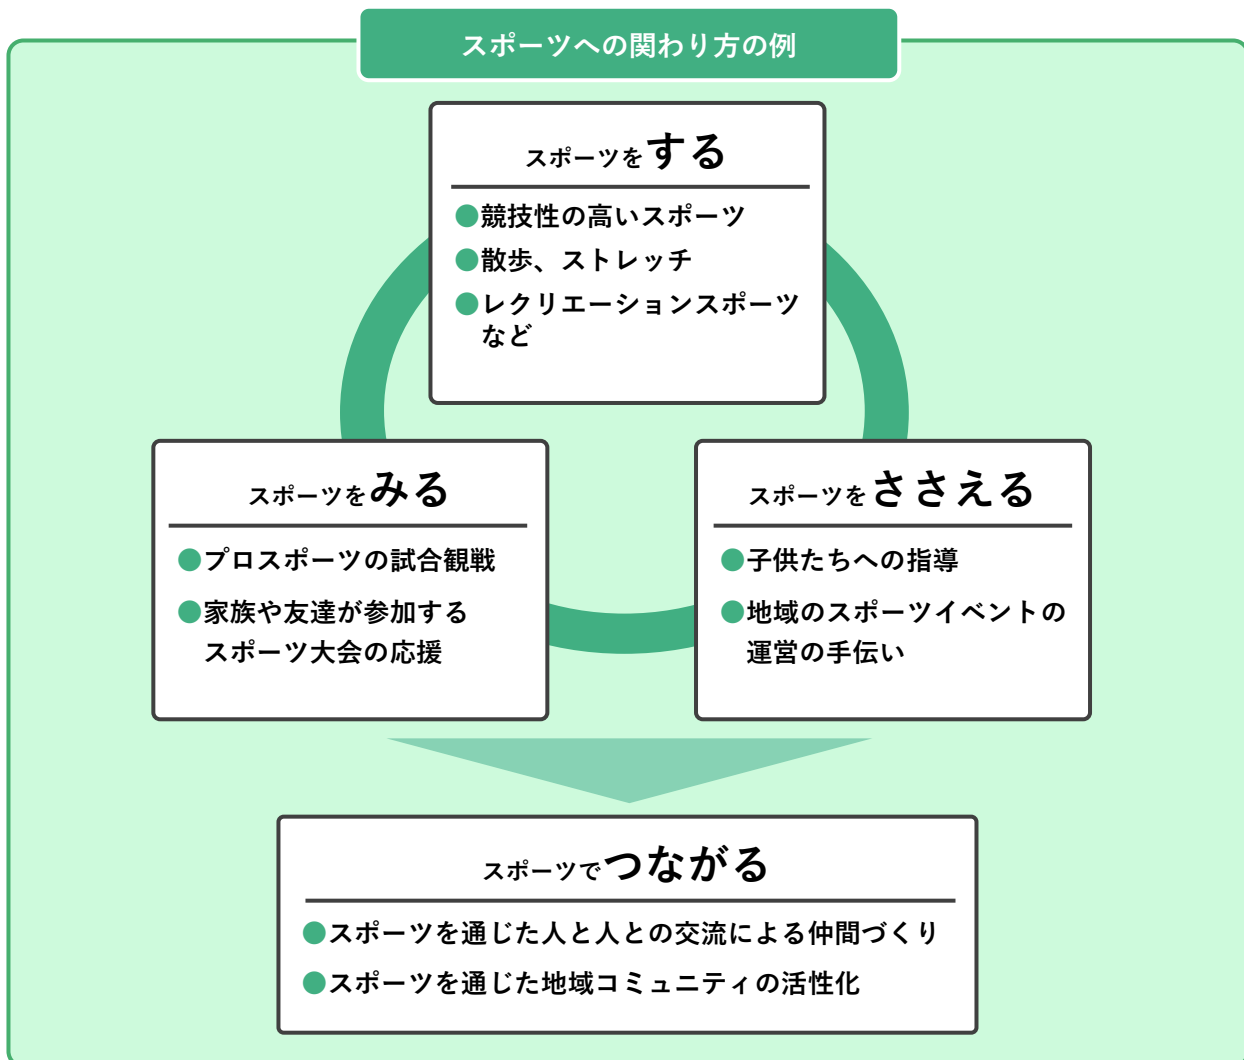 スポーツへの関わり方の例
スポーツをする
●競技性の高いスポーツ
●散歩、ストレッチ
●レクリエーションスポーツ
など
スポーツをみる
●プロスポーツの試合観戦
●家族や友達が参加する
スポーツ大会の応援
スポーツをささえる
●子供たちへの指導
●地域のスポーツイベントの
運営の手伝い
スポーツでつながる
●スポーツを通じた人と人との交流による仲間づくり
●スポーツを通じた地域コミュニティの活性化